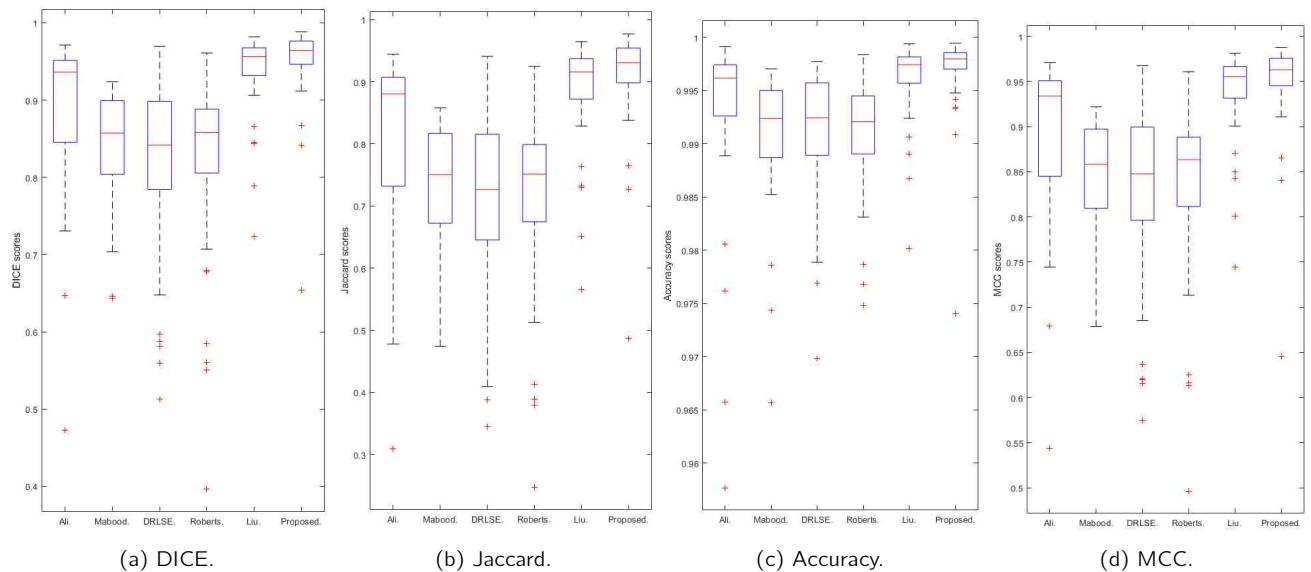 1
0.9
0.8
0.7
0.6
0.5
0.4
DICE scores
Ali. Mabood. DRLSE. Roberts. Liu. Proposed.
(a) DICE.
1
0.9
0.8
0.7
0.6
0.5
0.4
0.3
Jaccard scores
Ali. Mabood. DRLSE. Roberts. Liu. Proposed.
(b) Jaccard.
1
0.995
0.99
0.985
0.98
0.975
0.97
0.965
0.96
Accuracy scores
Ali. Mabood. DRLSE. Roberts. Liu. Proposed.
(c) Accuracy.
1
0.95
0.9
0.85
0.8
0.75
0.7
0.65
0.6
0.55
0.5
MCC scores
Ali. Mabood. DRLSE. Roberts. Liu. Proposed.
(d) MCC.